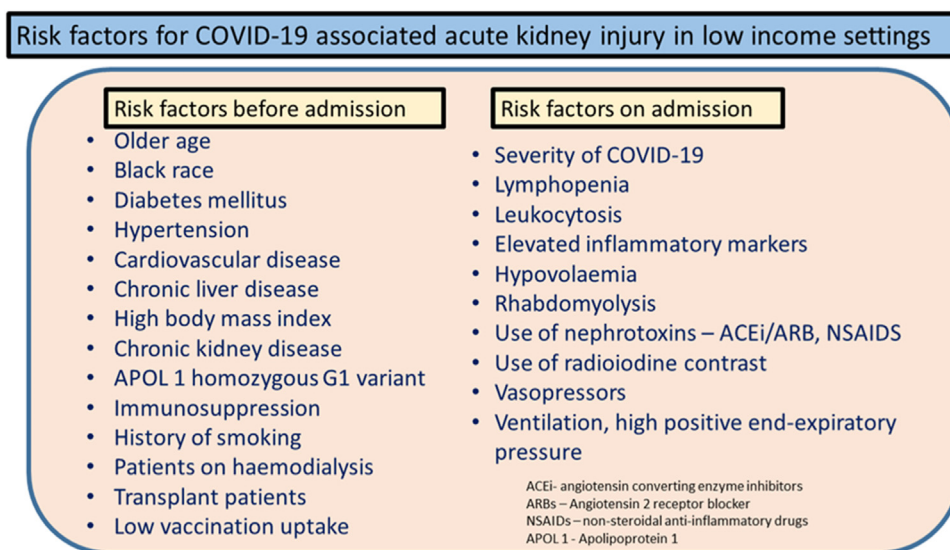 Risk factors for COVID-19 associated acute kidney injury in low income settings
Risk factors before admission
• Older age
• Black race
• Diabetes mellitus
• Hypertension
• Cardiovascular disease
• Chronic liver disease
• High body mass index
• Chronic kidney disease
• APOL 1 homozygous G1 variant
• Immunosuppression
• History of smoking
• Patients on haemodialysis
• Transplant patients
• Low vaccination uptake
Risk factors on admission
• Severity of COVID-19
• Lymphopenia
• Leukocytosis
• Elevated inflammatory markers
• Hypovolaemia
• Rhabdomyolysis
• Use of nephrotoxins – ACEi/ARB, NSAIDS
• Use of radioiodine contrast
• Vasopressors
• Ventilation, high positive end-expiratory
pressure
ACEi- angiotensin converting enzyme inhibitors
ARBs – Angiotensin 2 receptor blocker
NSAIDs – non-steroidal anti-inflammatory drugs
APOL 1 - Apolipoprotein 1